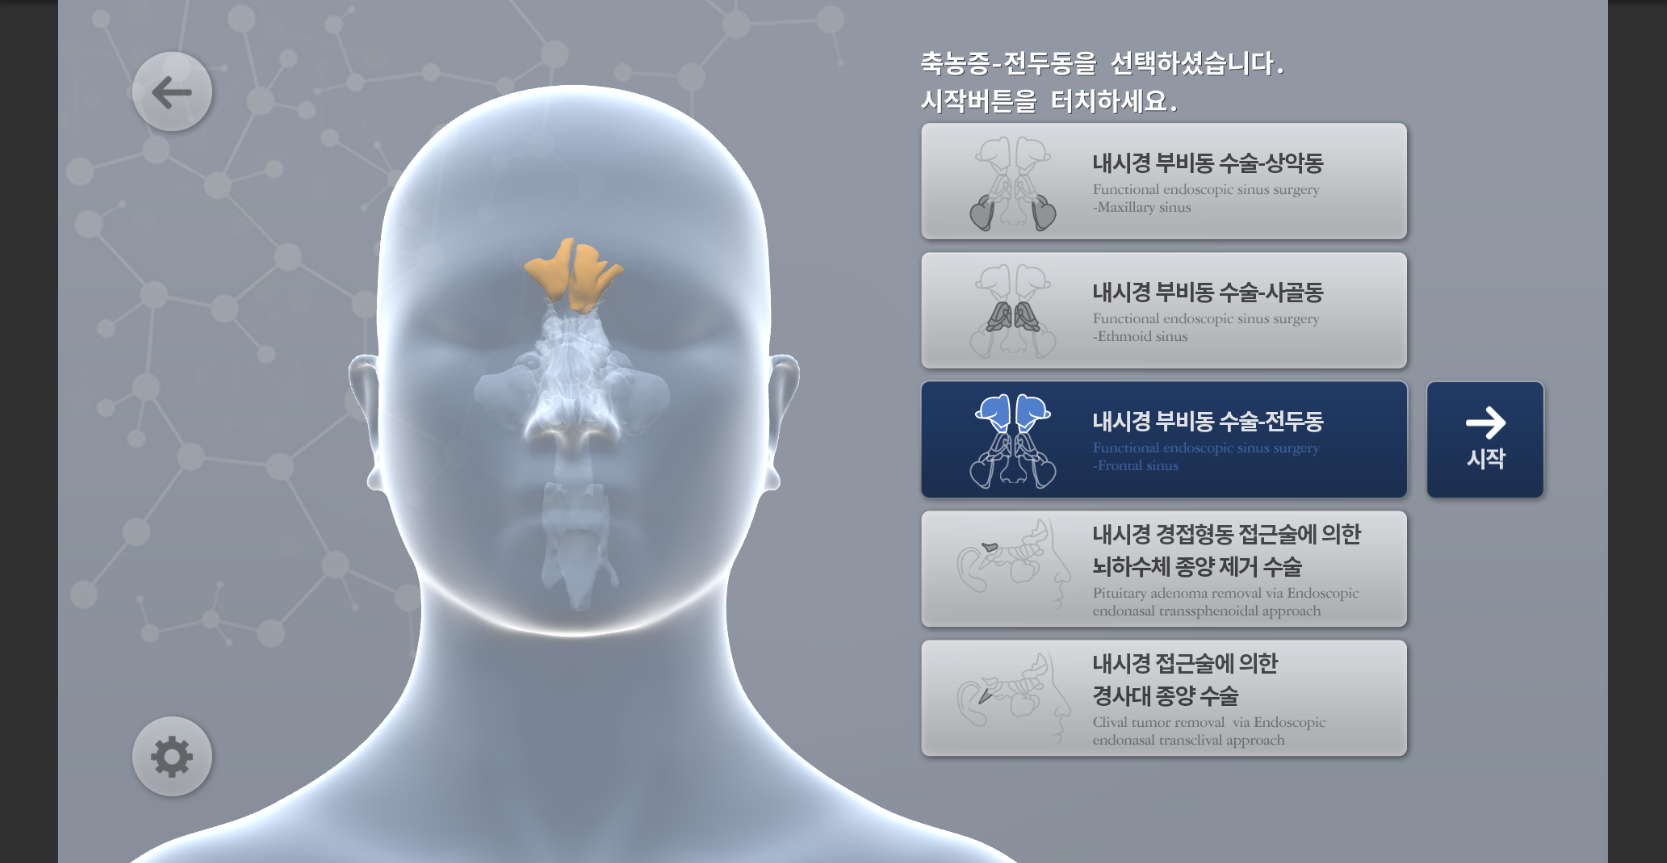 축농증-전두동을 선택하셨습니다.
시작버튼을 터치하세요.
내시경 부비동 수술-상악동
Functional endoscopic sinus surgery
-Maxillary sinus
내시경 부비동 수술-사골동
Functional endoscopic sinus surgery
-Ethmoid sinus
내시경 부비동 수술-전두동
Functional endoscopic sinus surgery
-Frontal sinus
시작
내시경 경접형동 접근술에 의한
뇌하수체 종양 제거 수술
Pituitary adenoma removal via Endoscopic
endonasal transsphenoidal approach
내시경 접근술에 의한
경사대 종양 수술
Clival tumor removal  via Endoscopic
endonasal transclival approach